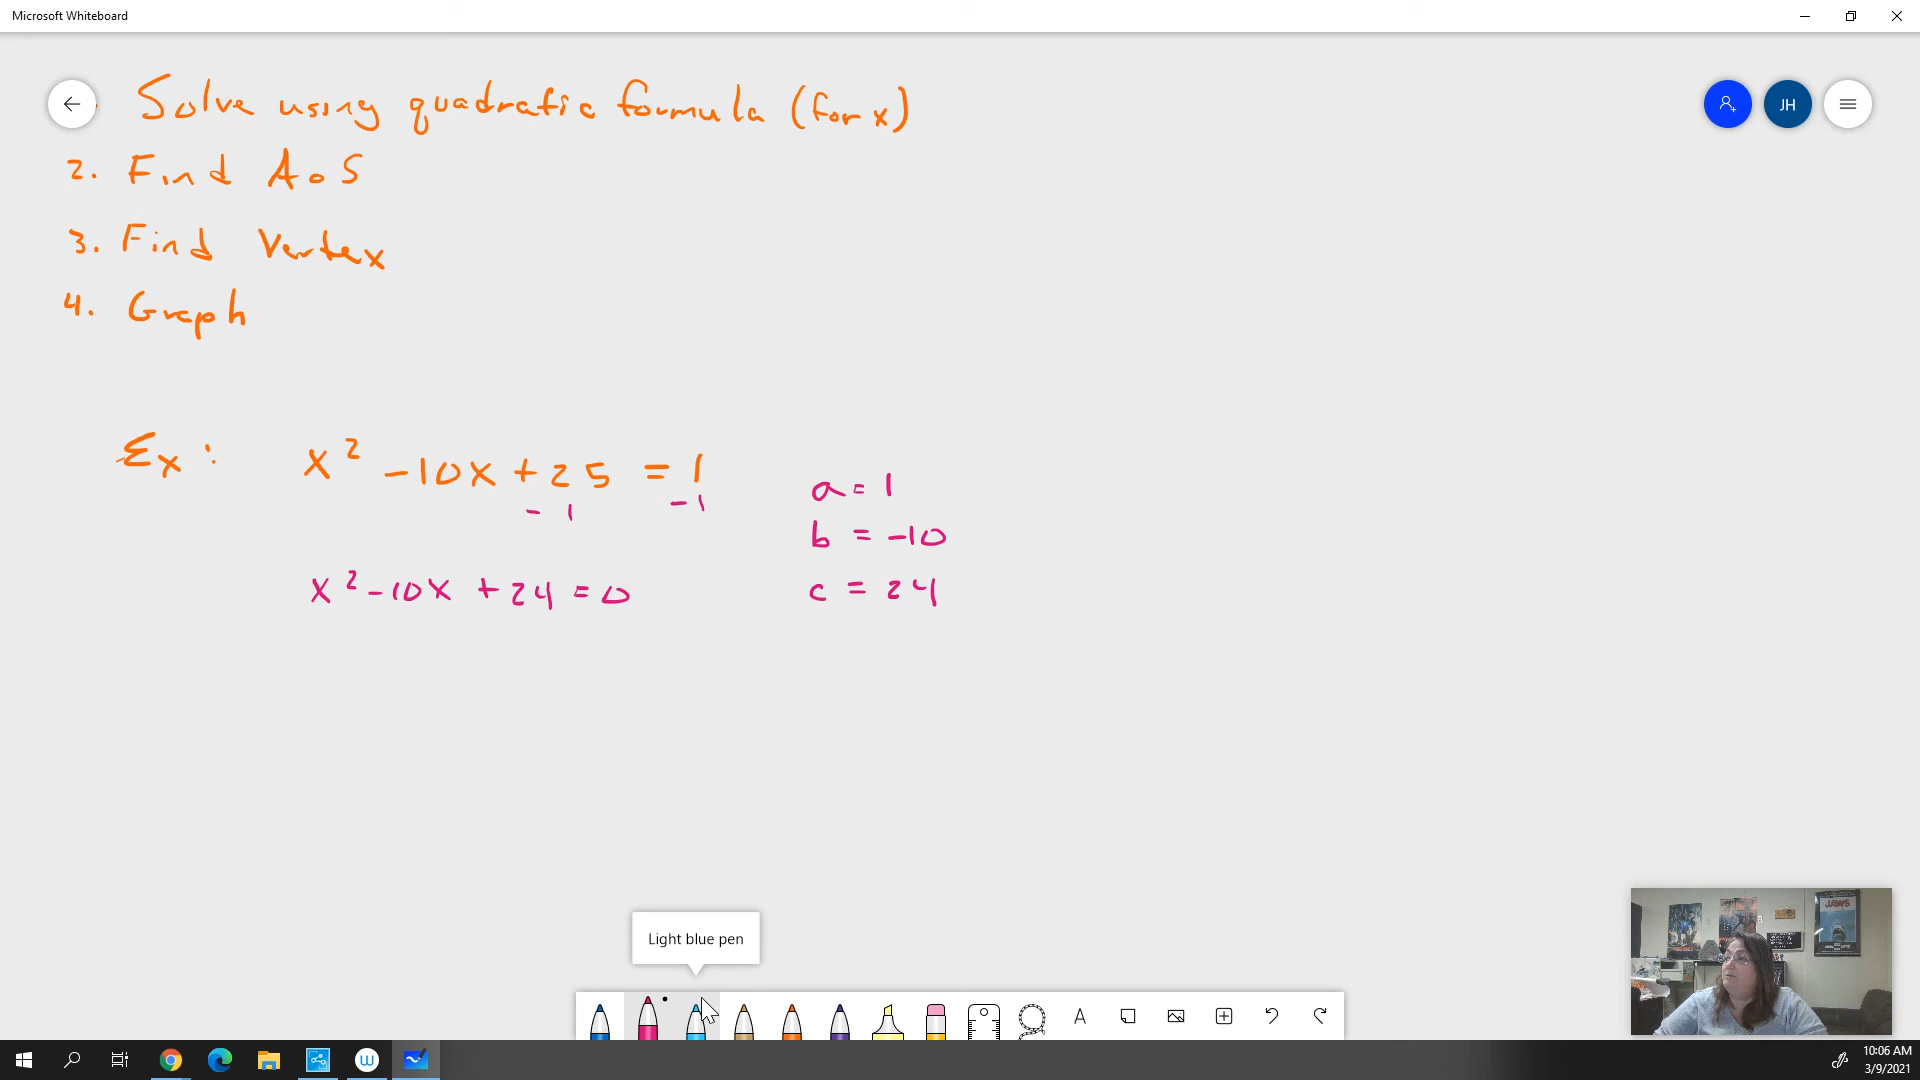 Microsoft Whiteboard
Solve using quadratic formula (for x)
JH
2. Find AoS
3. Find Vertex
4. Graph
Ex: x² -10x +25 = 1
-1 -1
a = 1
b = -10
x² -10x +24 = 0
c = 24
JAWS
Light blue pen
A
W
10:06 AM
3/9/2021